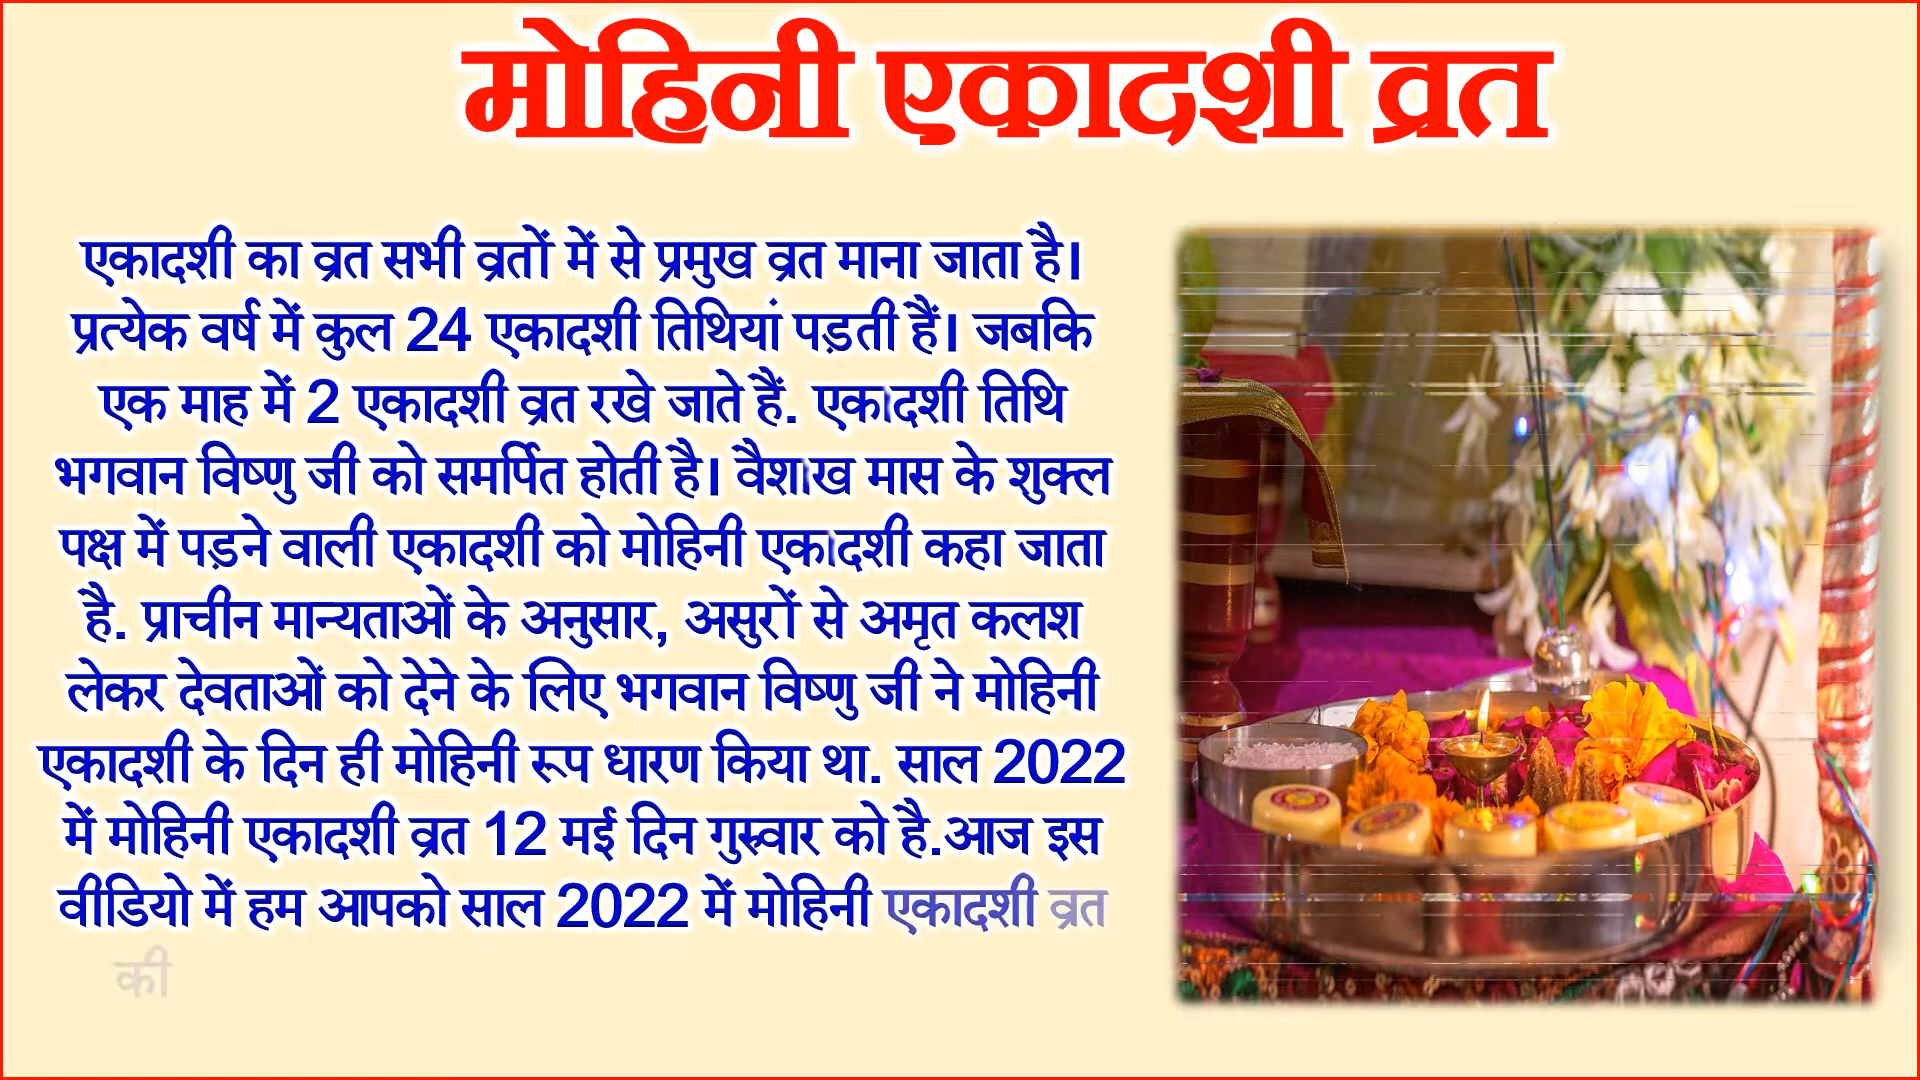 मोहिनी एकादशी व्रत
एकादशी का व्रत सभी व्रतों में से प्रमुख व्रत माना जाता है।
प्रत्येक वर्ष में कुल 24 एकादशी तिथियां पड़ती हैं। जबकि
एक माह में 2 एकादशी व्रत रखे जाते हैं. एकादशी तिथि
भगवान विष्णु जी को समर्पित होती है। वैशाख मास के शुक्ल
पक्ष में पड़ने वाली एकादशी को मोहिनी एकादशी कहा जाता
है. प्राचीन मान्यताओं के अनुसार, असुरों से अमृत कलश
लेकर देवताओं को देने के लिए भगवान विष्णु जी ने मोहिनी
एकादशी के दिन ही मोहिनी रूप धारण किया था. साल 2022
में मोहिनी एकादशी व्रत 12 मई दिन गुरुवार को है.आज इस
वीडियो में हम आपको साल 2022 में मोहिनी एकादशी व्रत
की